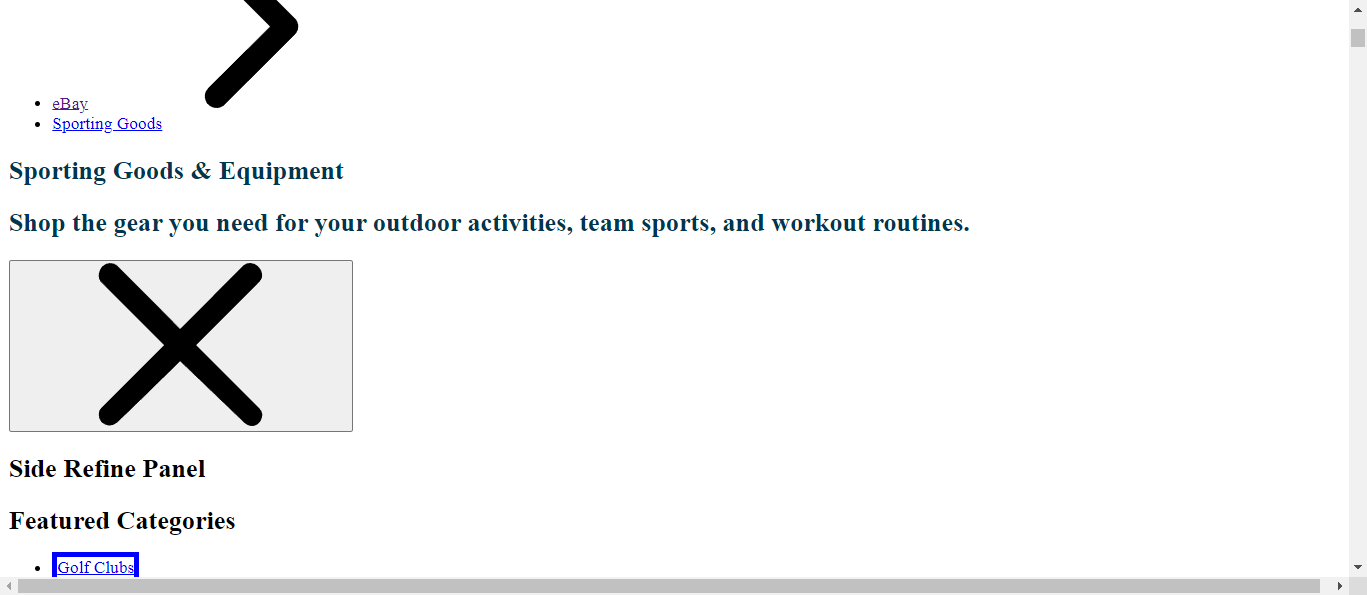 eBay
Sporting Goods
Sporting Goods & Equipment
Shop the gear you need for your outdoor activities, team sports, and workout routines.
Side Refine Panel
Featured Categories
Golf Clubs